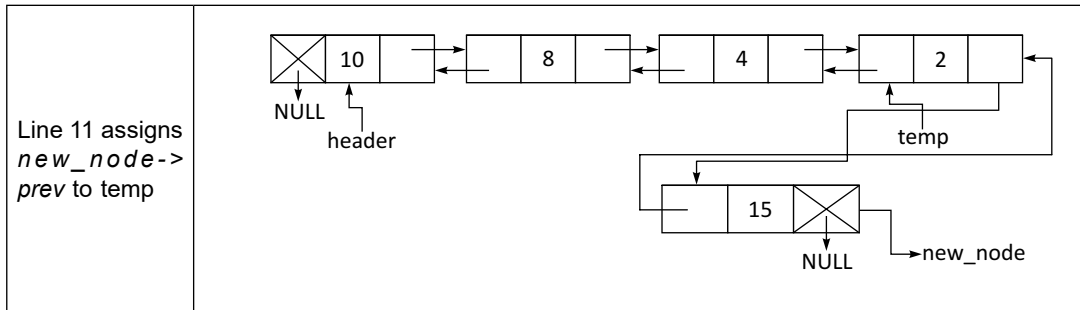 Line 11 assigns
new_node->
prev to temp
10 8 4 2
NULL
header
temp
15
NULL
new_node